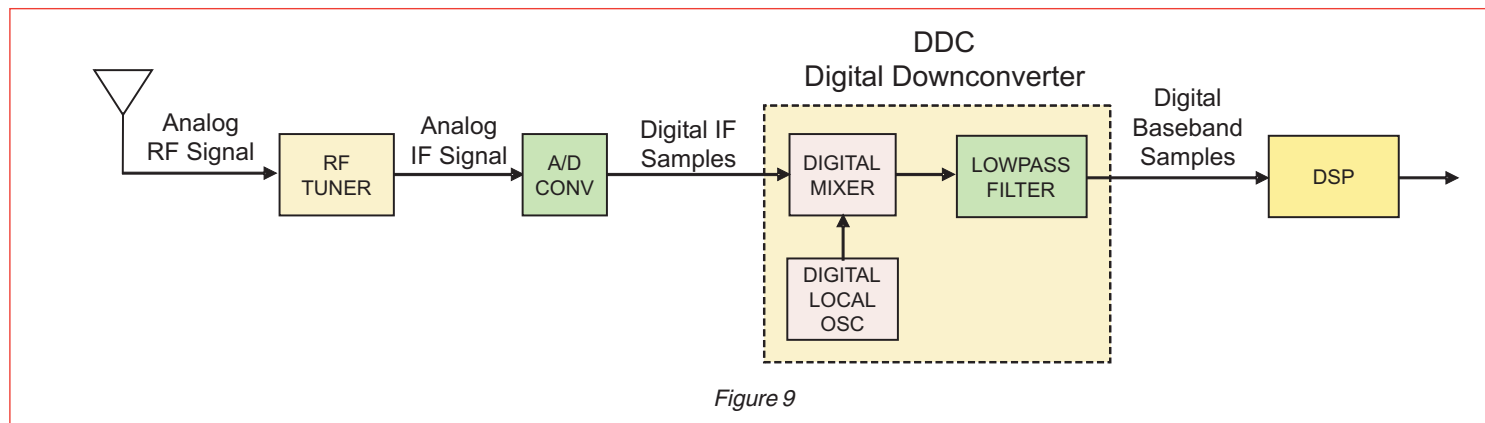 DDC
Digital Downconverter
Analog
RF Signal
RF
TUNER
Analog
IF Signal
A/D
CONV
Digital IF
Samples
DIGITAL
MIXER
DIGITAL
LOCAL
OSC
LOWPASS
FILTER
Digital
Baseband
Samples
DSP
Figure 9